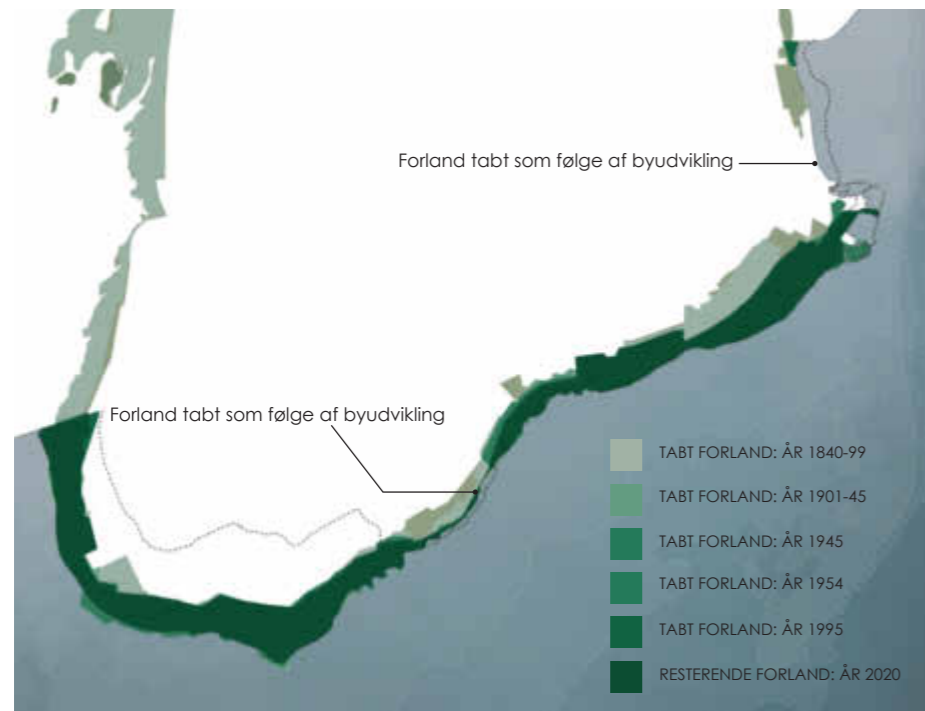 Forland tabt som følge af byudvikling
Forland tabt som følge af byudvikling
TABT FORLAND: ÅR 1840-99
TABT FORLAND: ÅR 1901-45
TABT FORLAND: ÅR 1945
TABT FORLAND: ÅR 1954
TABT FORLAND: ÅR 1995
RESTERENDE FORLAND: ÅR 2020